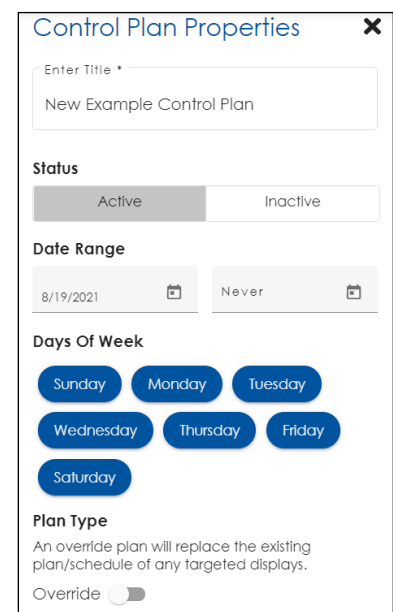 Control Plan Properties
Enter Title *
New Example Control Plan
Status
Active Inactive
Date Range
8/19/2021 Never
Days Of Week
Sunday Monday Tuesday
Wednesday Thursday Friday
Saturday
Plan Type
An override plan will replace the existing
plan/schedule of any targeted displays.
Override